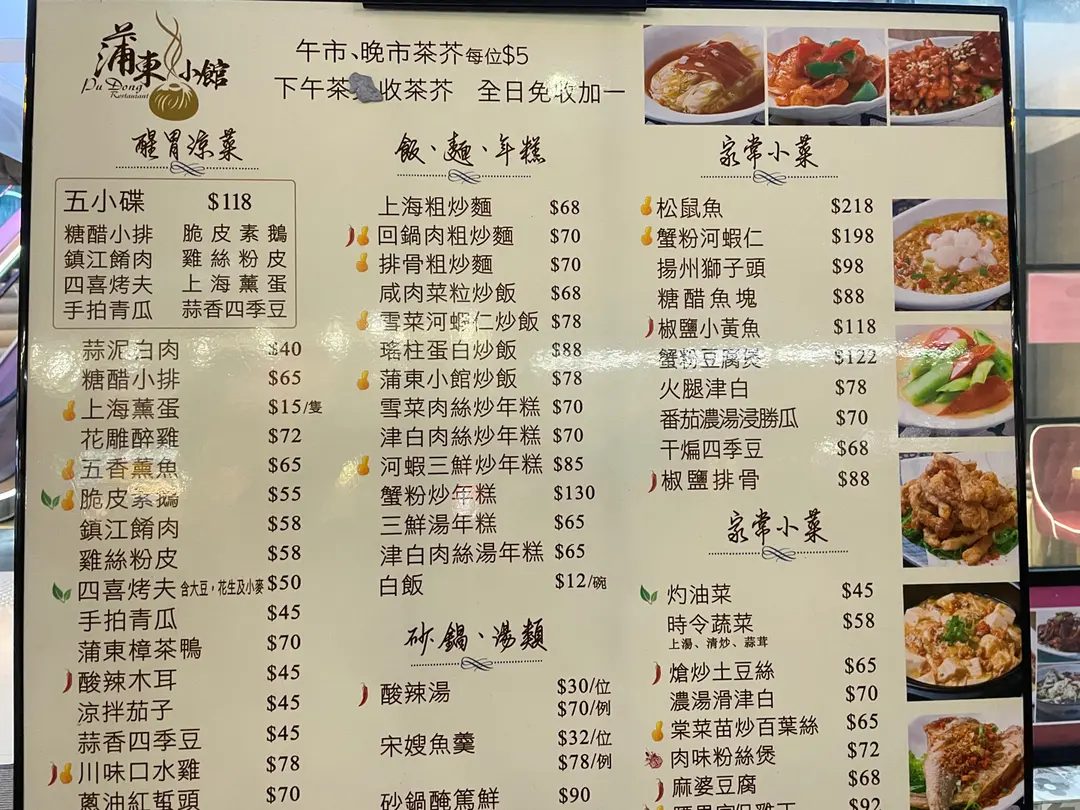 蒲東小館
Pu Dong
Restaurant
午市、晚市茶芥每位$5
下午茶 收茶芥 全日免收加一
醒胃涼菜
五小碟 $118
糖醋小排 脆皮素鵝
鎮江餚肉 雞絲粉皮
四喜烤夫 上海薰蛋
手拍青瓜 蒜香四季豆
蒜泥白肉 $40
糖醋小排 $65
上海薰蛋 $15/隻
花雕醉雞 $72
五香薰魚 $65
脆皮素鵝 $55
鎮江餚肉 $58
雞絲粉皮 $58
四喜烤夫 含大豆，花生及小麥 $50
手拍青瓜 $45
蒲東樟茶鴨 $70
酸辣木耳 $45
涼拌茄子 $45
蒜香四季豆 $45
川味口水雞 $78
蔥油紅蜇頭 $70
飯、麵、年糕
上海粗炒麵 $68
回鍋肉粗炒麵 $70
排骨粗炒麵 $70
咸肉菜粒炒飯 $68
雪菜河蝦仁炒飯 $78
瑤柱蛋白炒飯 $88
蒲東小館炒飯 $78
雪菜肉絲炒年糕 $70
津白肉絲炒年糕 $70
河蝦三鮮炒年糕 $85
蟹粉炒年糕 $130
三鮮湯年糕 $65
津白肉絲湯年糕 $65
白飯 $12/碗
砂鍋、湯類
酸辣湯 $30/位
$70/例
宋嫂魚羹 $32/位
$78/例
砂鍋醃篤鮮 $90
家常小菜
松鼠魚 $218
蟹粉河蝦仁 $198
揚州獅子頭 $98
糖醋魚塊 $88
椒鹽小黃魚 $118
蟹粉豆腐煲 $122
火腿津白 $78
番茄濃湯浸勝瓜 $70
干煸四季豆 $68
椒鹽排骨 $88
家常小菜
灼油菜 $45
時令蔬菜 $58
上湯、清炒、蒜茸
熗炒土豆絲 $65
濃湯滑津白 $70
棠菜苗炒百葉絲 $65
肉味粉絲煲 $72
麻婆豆腐 $68
腰果宮保雞丁 $92